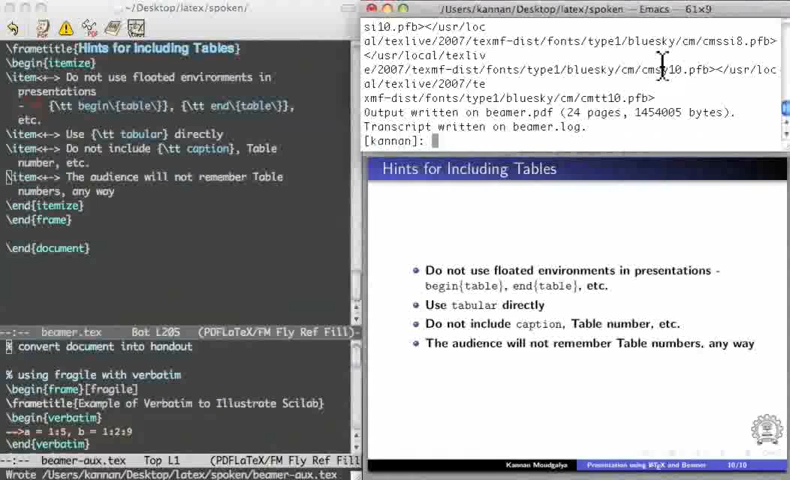 ~/Desktop/latex/spoken/
\frametitle{Hints for Including Tables}
\begin{itemize}
\item<+-> Do not use floated environments in
presentations
- {\tt begin\{table\}}, {\tt end\{table\}},
etc.
\item<+-> Use {\tt tabular} directly
\item<+-> Do not include {\tt caption}, Table
number, etc.
\item<+-> The audience will not remember Table
numbers, any way
\end{itemize}
\end{frame}
\end{document}
--:-- beamer.tex Bot L205 (PDFLaTeX/FM Fly Ref Fill)-
% convert document into handout
% using fragile with verbatim
\begin{frame}[fragile]
\frametitle{Example of Verbatim to Illustrate Scilab}
\begin{verbatim}
-->a = 1:5, b = 1:2:9
\end{verbatim}
--:-- beamer-aux.tex Top L1 (PDFLaTeX/FM Fly Ref Fill)
Wrote /Users/kannan/Desktop/latex/spoken/beamer-aux.tex
/Users/kannan/Desktop/latex/spoken — Emacs — 61×9
si10.pfb></usr/loc
al/texlive/2007/texmf-dist/fonts/type1/bluesky/cm/cmssi8.pfb>
</usr/local/texliv
e/2007/texmf-dist/fonts/type1/bluesky/cm/cmsy10.pfb></usr/loc
al/texlive/2007/te
xmf-dist/fonts/type1/bluesky/cm/cmtt10.pfb>
Output written on beamer.pdf (24 pages, 1454005 bytes).
Transcript written on beamer.log.
[kannan]:
Hints for Including Tables
Do not use floated environments in presentations -
begin{table}, end{table}, etc.
Use tabular directly
Do not include caption, Table number, etc.
The audience will not remember Table numbers, any way
Kannan Moudgalya Presentation using LATEX and Beamer 10/10